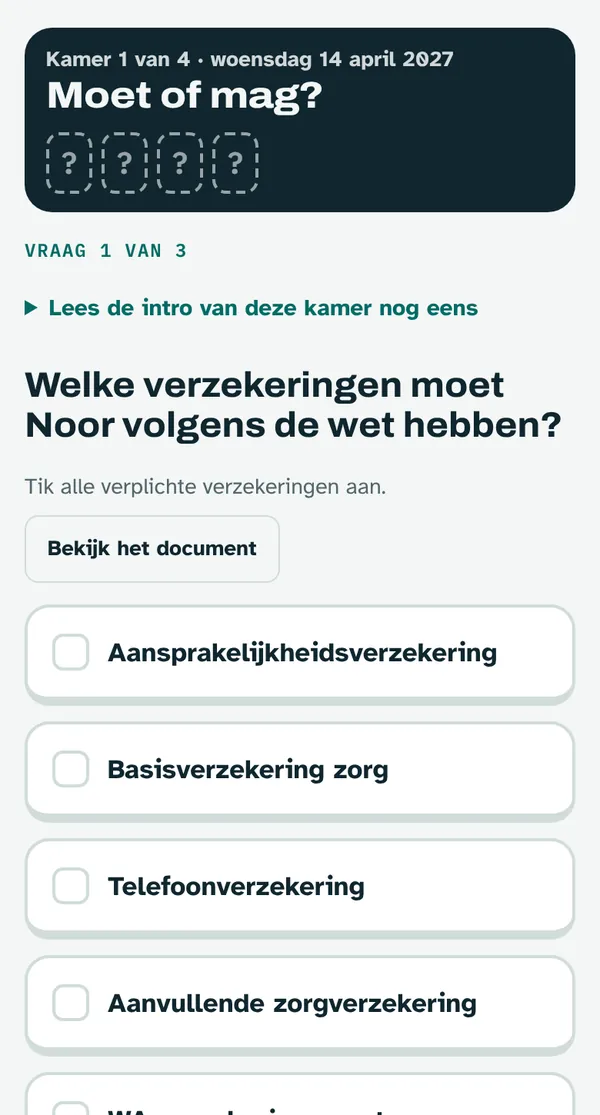 Kamer 1 van 4 · woensdag 14 april 2027
Moet of mag?
? ? ? ?
VRAAG 1 VAN 3
Lees de intro van deze kamer nog eens
Welke verzekeringen moet
Noor volgens de wet hebben?
Tik alle verplichte verzekeringen aan.
Bekijk het document
Aansprakelijkheidsverzekering
Basisverzekering zorg
Telefoonverzekering
Aanvullende zorgverzekering